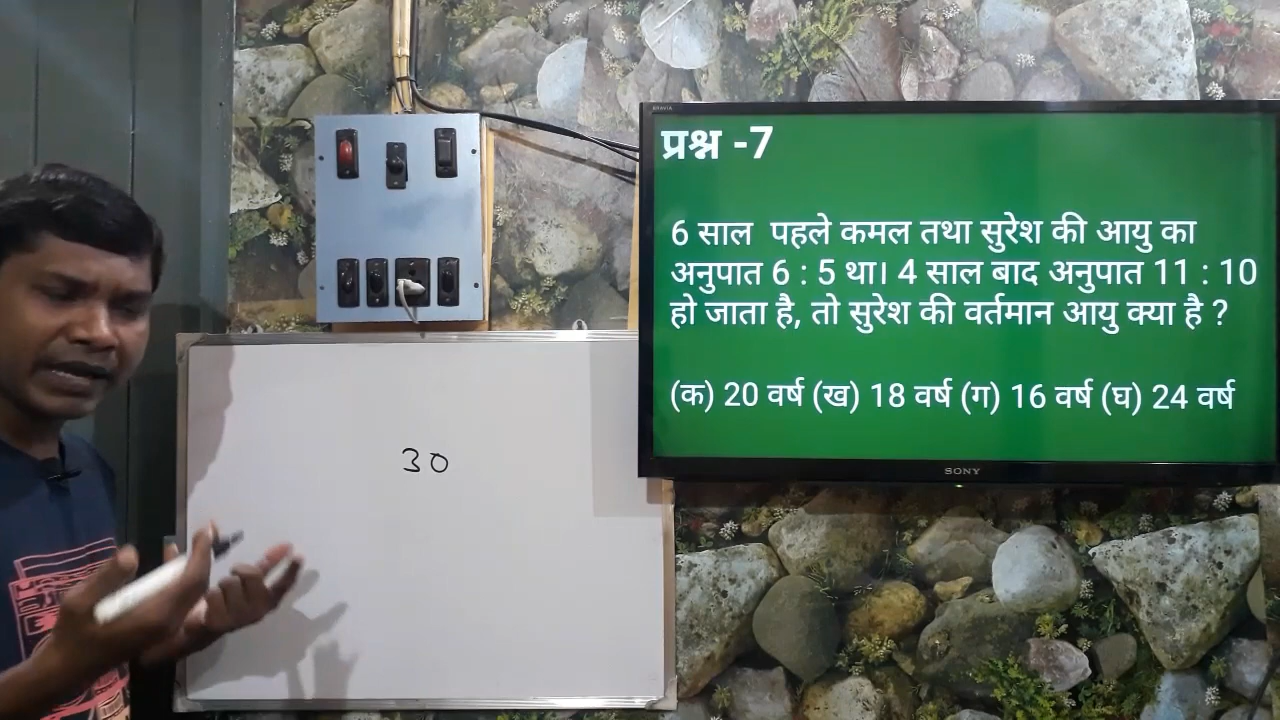 प्रश्न -7
6 साल पहले कमल तथा सुरेश की आयु का
अनुपात 6 : 5 था। 4 साल बाद अनुपात 11 : 10
हो जाता है, तो सुरेश की वर्तमान आयु क्या है ?
(क) 20 वर्ष (ख) 18 वर्ष (ग) 16 वर्ष (घ) 24 वर्ष
30
BRAVIA
SONY